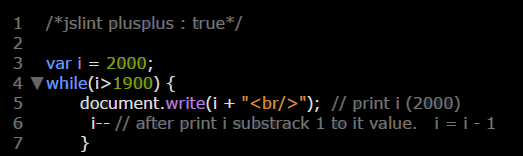 1 /*jslint plusplus : true*/
2
3 var i = 2000;
4 while(i>1900) {
5 document.write(i + "<br/>"); // print i (2000)
6 i-- // after print i substrack 1 to it value. i = i - 1
7 }